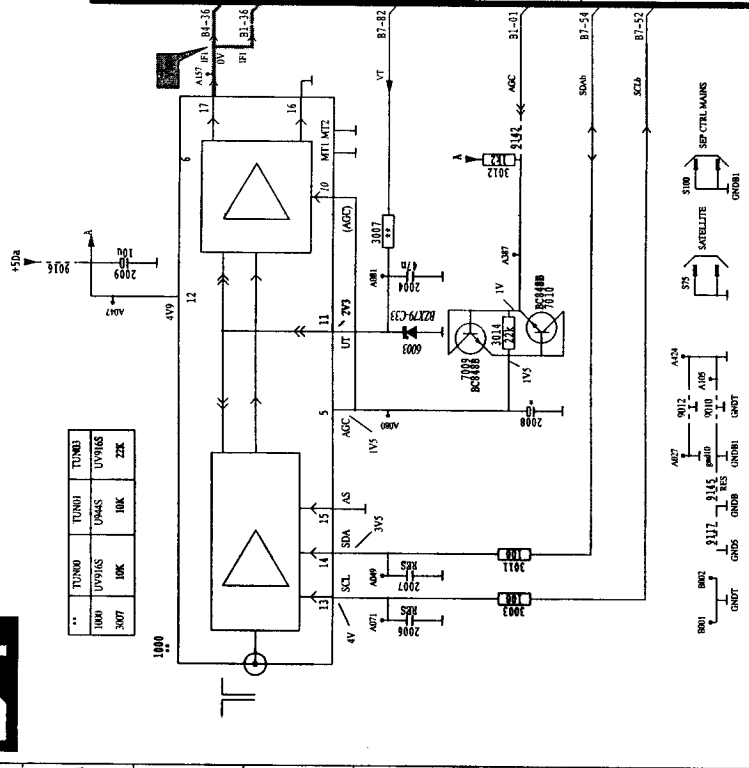 B4-36
B1-36
B7-82
B1-01
B7-54
B7-52
IF1
0V
IF1
A157
VT
AGC
SDAb
SCLb
17
16
6
MT1
MT2
10
(AGC)
+5Da
9016
A
2009
10u
A047
4V9
12
11
2V3
UT
3007
**
A081
2004
47n
6003
BZX79-C33
A
3012
1K2
9142
A387
1V
7009
BC848B
3014
22k
BC848B
7010
1V5
2008
*
5
AGC
1V5
A080
15
AS
14
SDA
3V5
13
SCL
4V
A049
2007
RES
A071
2006
RES
3011
100
3003
100
1000
**
** TUN00 TUN01 TUN03
1000 UV916S U944S UV916S
3007 10K 10K 22K
S100
SEP CTRL MAINS
GNDB1
S75
SATELLITE
A424
A105
9012
9010
GNDT
A027
gnd10
GNDB1
9145
RES
GNDB
9117
GND5
B002
B001
GNDT